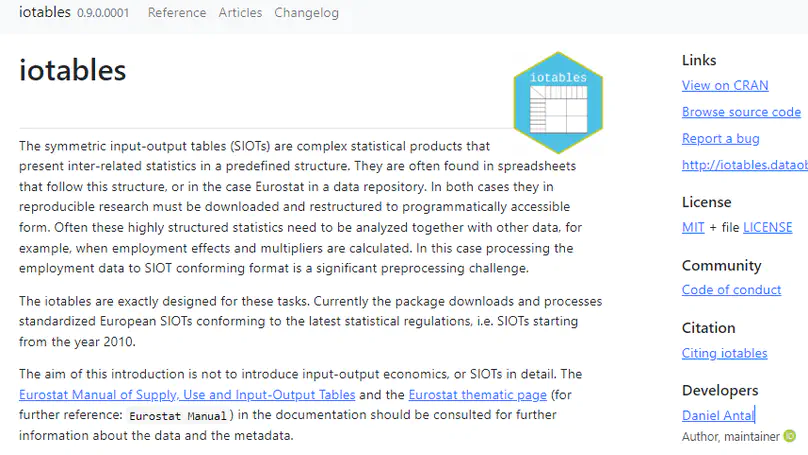 iotables 0.9.0.0001 Reference Articles Changelog
iotables
iotables
The symmetric input-output tables (SIOTs) are complex statistical products that
present inter-related statistics in a predefined structure. They are often found in spreadsheets
that follow this structure, or in the case Eurostat in a data repository. In both cases they in
reproducible research must be downloaded and restructured to programmatically accessible
form. Often these highly structured statistics need to be analyzed together with other data, for
example, when employment effects and multipliers are calculated. In this case processing the
employment data to SIOT conforming format is a significant preprocessing challenge.
The iotables are exactly designed for these tasks. Currently the package downloads and processes
standardized European SIOTs conforming to the latest statistical regulations, i.e. SIOTs starting
from the year 2010.
The aim of this introduction is not to introduce input-output economics, or SIOTs in detail. The
Eurostat Manual of Supply, Use and Input-Output Tables and the Eurostat thematic page (for
further reference: Eurostat Manual) in the documentation should be consulted for further
information about the data and the metadata.
Links
View on CRAN
Browse source code
Report a bug
http://iotables.dataob
License
MIT + file LICENSE
Community
Code of conduct
Citation
Citing iotables
Developers
Daniel Antal
Author, maintainer iD